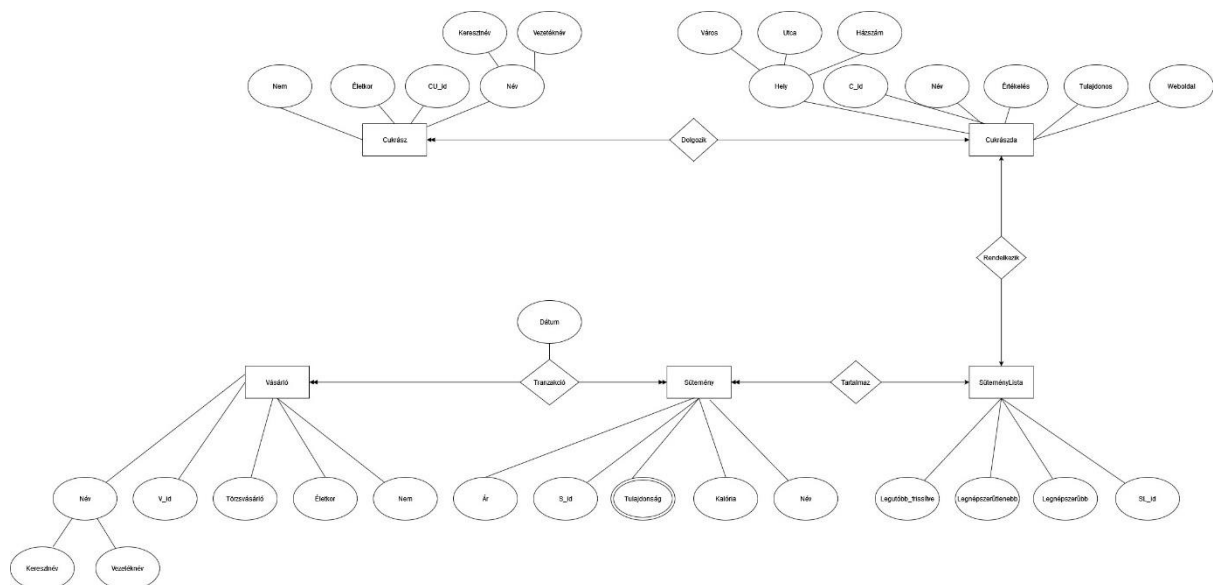 Keresztnév
Vezetéknév
Város
Utca
Házszám
Nem
Életkor
CU_id
Név
Hely
C_id
Név
Értékelés
Tulajdonos
Weboldal
Cukrász
Dolgozik
Cukrászda
Rendelkezik
Dátum
Vásárló
Tranzakció
Sütemény
Tartalmaz
SüteményLista
Név
V_id
Törzsvásárló
Életkor
Nem
Ár
S_id
Tulajdonság
Kalória
Név
Legutóbb_frissítve
Legnépszerűtlenebb
Legnépszerűbb
SL_id
Keresztnév
Vezetéknév